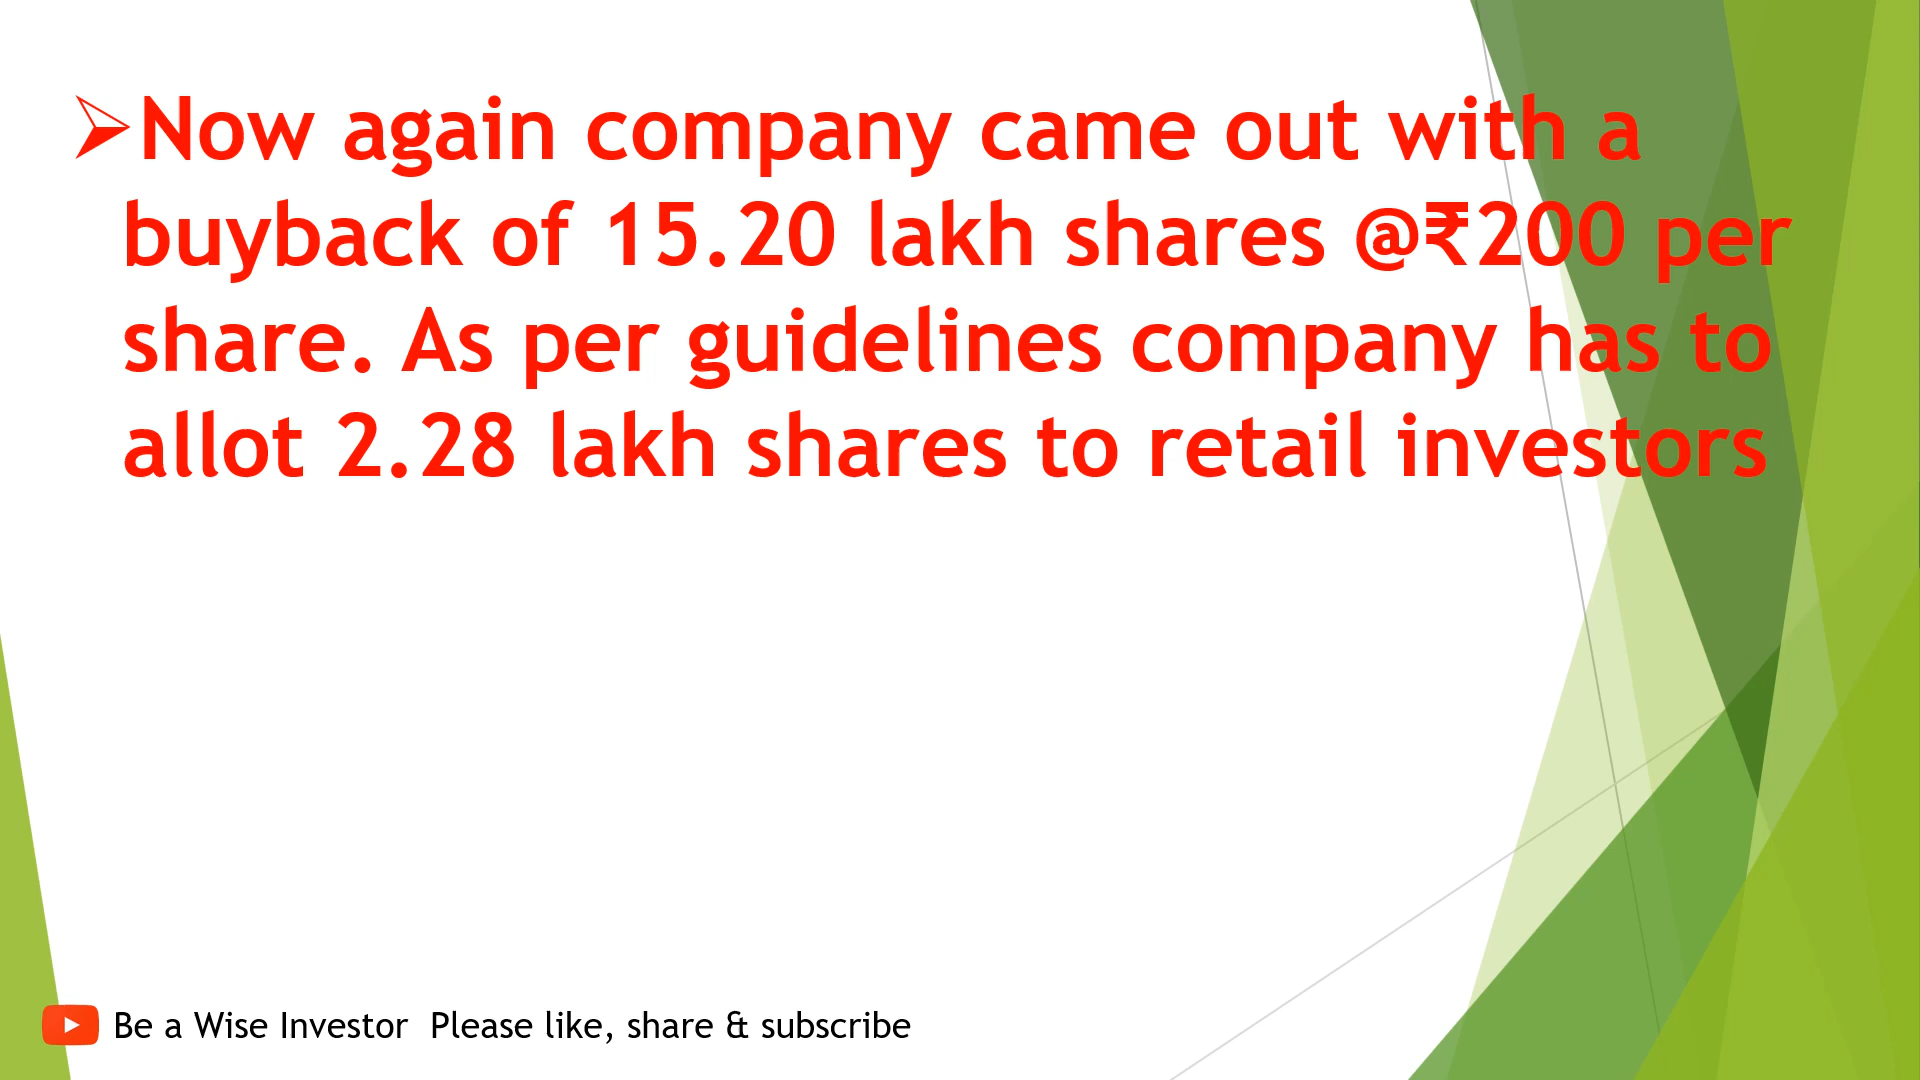 ➢Now again company came out with a
buyback of 15.20 lakh shares @₹200 per
share. As per guidelines company has to
allot 2.28 lakh shares to retail investors
Be a Wise Investor  Please like, share & subscribe